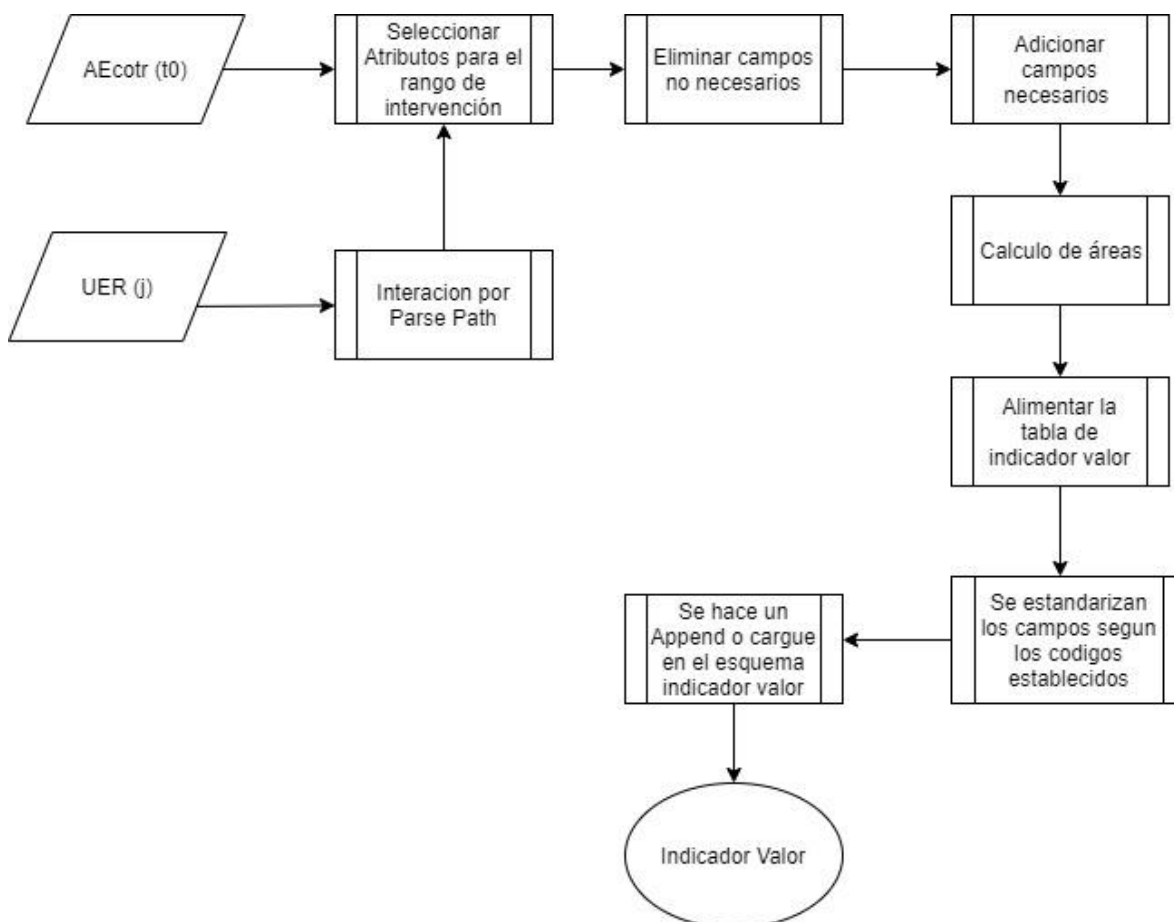 AEcotr (t0)
Seleccionar
Atributos para el
rango de
intervención
Eliminar campos
no necesarios
Adicionar
campos
necesarios
UER (j)
Interacion por
Parse Path
Calculo de áreas
Alimentar la
tabla de
indicador valor
Se estandarizan
los campos segun
los codigos
establecidos
Se hace un
Append o cargue
en el esquema
indicador valor
Indicador Valor